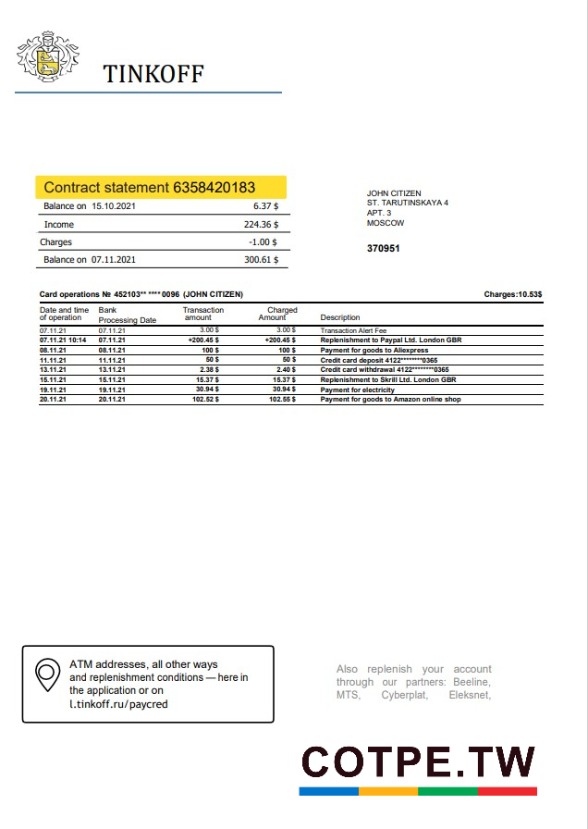 TINKOFF
Contract statement 6358420183
Balance on 15.10.2021 6.37 $
Income 224.36 $
Charges -1.00 $
Balance on 07.11.2021 300.61 $
JOHN CITIZEN
ST. TARUTINSKAYA 4
APT. 3
MOSCOW
370951
Card operations № 452103** ****0096 (JOHN CITIZEN) Charges:10.53$
Date and time of operation Bank Processing Date Transaction amount Charged Amount Description
07.11.21 07.11.21 3.00 $ 3.00 $ Transaction Alert Fee
07.11.21 10:14 07.11.21 +200.45 $ +200.45 $ Replenishment to Paypal Ltd. London GBR
08.11.21 08.11.21 100 $ 100 $ Payment for goods to Aliexpress
11.11.21 11.11.21 50 $ 50 $ Credit card deposit 4122********0365
13.11.21 13.11.21 2.38 $ 2.40 $ Credit card withdrawal 4122********0365
15.11.21 15.11.21 15.37 $ 15.37 $ Replenishment to Skrill Ltd. London GBR
19.11.21 19.11.21 30.94 $ 30.94 $ Payment for electricity
20.11.21 20.11.21 102.52 $ 102.55 $ Payment for goods to Amazon online shop
ATM addresses, all other ways
and replenishment conditions — here in
the application or on
l.tinkoff.ru/paycred
Also replenish your account
through our partners: Beeline,
MTS, Cyberplat, Eleksnet,
COTPE.TW